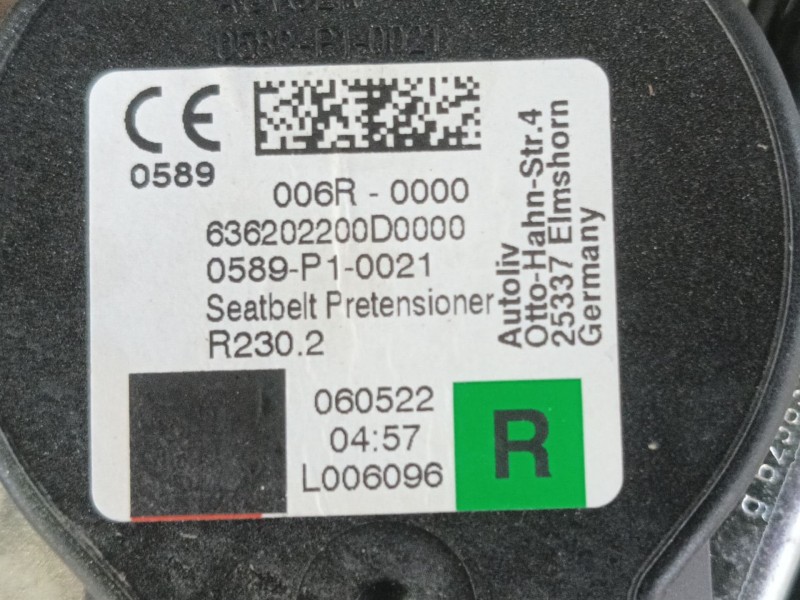 0589-P1-0021
CE
0589
006R - 0000
636202200D0000
0589-P1-0021
Seatbelt Pretensioner
R230.2
Autoliv
Otto-Hahn-Str.4
25337 Elmshorn
Germany
060522
04:57
L006096
R